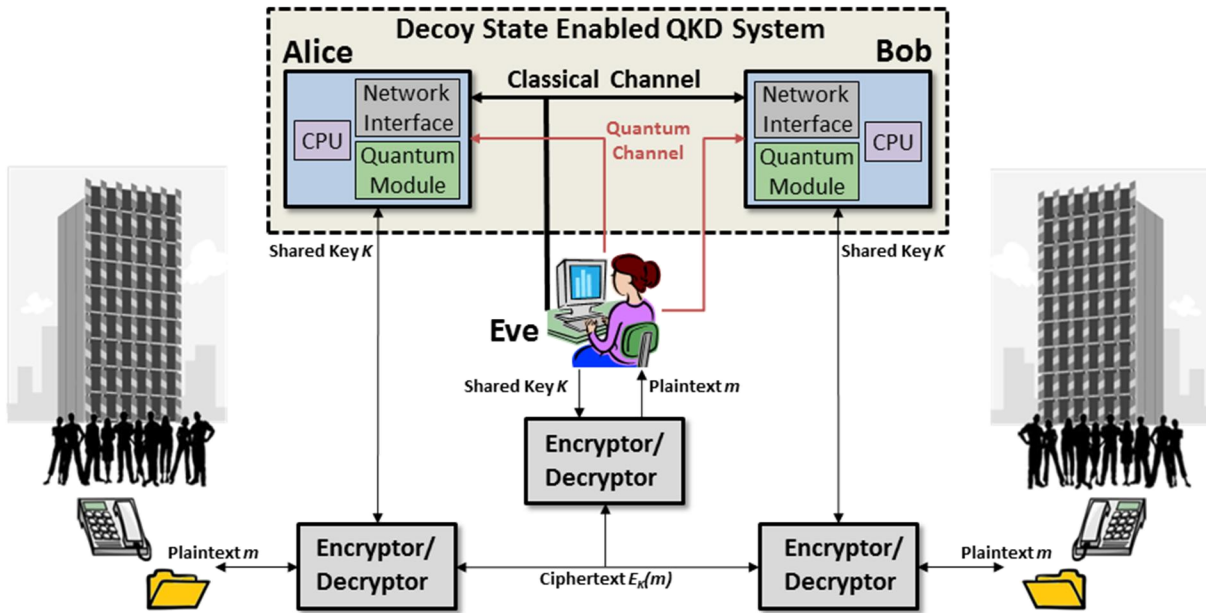 Decoy State Enabled QKD System
Alice
Bob
Classical Channel
Network
Interface
CPU
Quantum
Module
Quantum
Channel
Network
Interface
CPU
Quantum
Module
Shared Key K
Shared Key K
Eve
Shared Key K
Plaintext m
Encryptor/
Decryptor
Encryptor/
Decryptor
Encryptor/
Decryptor
Plaintext m
Ciphertext E_K(m)
Plaintext m